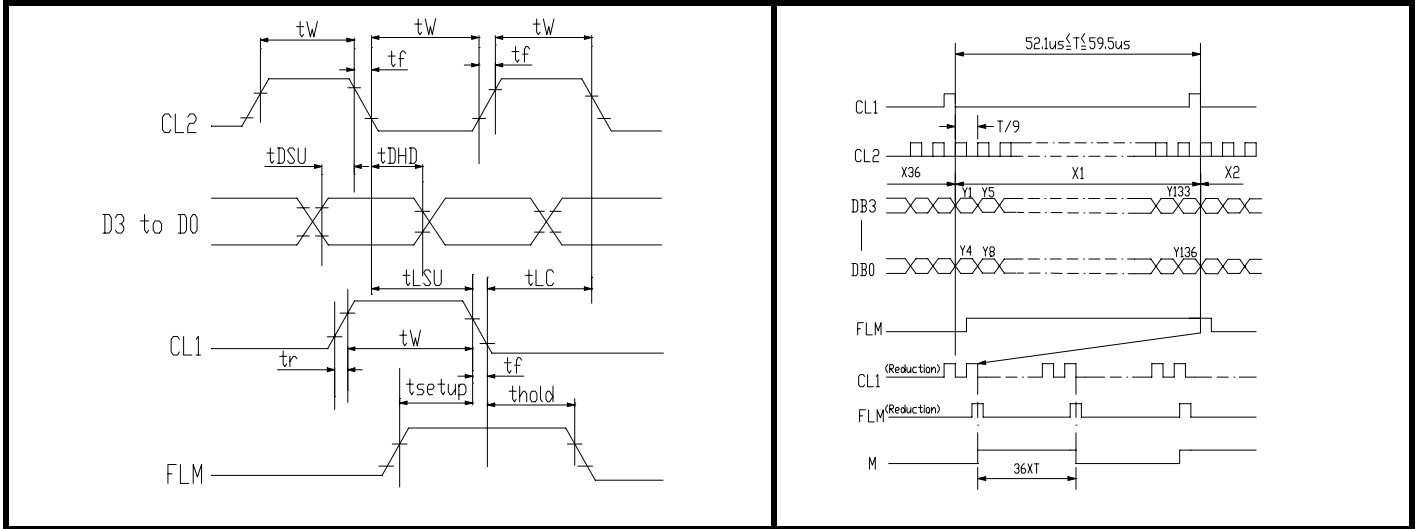 tW tW tW
tf tf
CL2
tDSU tDHD
D3 to D0
tLSU tLC
CL1
tW
tr tf
tsetup thold
FLM
52.1us≦T≦59.5us
CL1
T/9
CL2
X36 X1 X2
Y1 Y5 Y133
DB3
Y4 Y8 Y136
DB0
FLM
CL1 (Reduction)
FLM (Reduction)
M
36XT